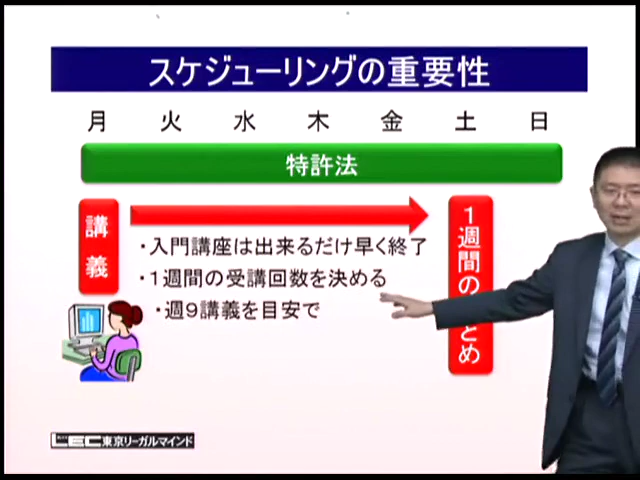 スケジューリングの重要性
月 火 水 木 金 土 日
特許法
講義
・入門講座は出来るだけ早く終了
・1週間の受講回数を決める
・週9講義を目安で
1週間の とめ
LEC東京リーガルマインド